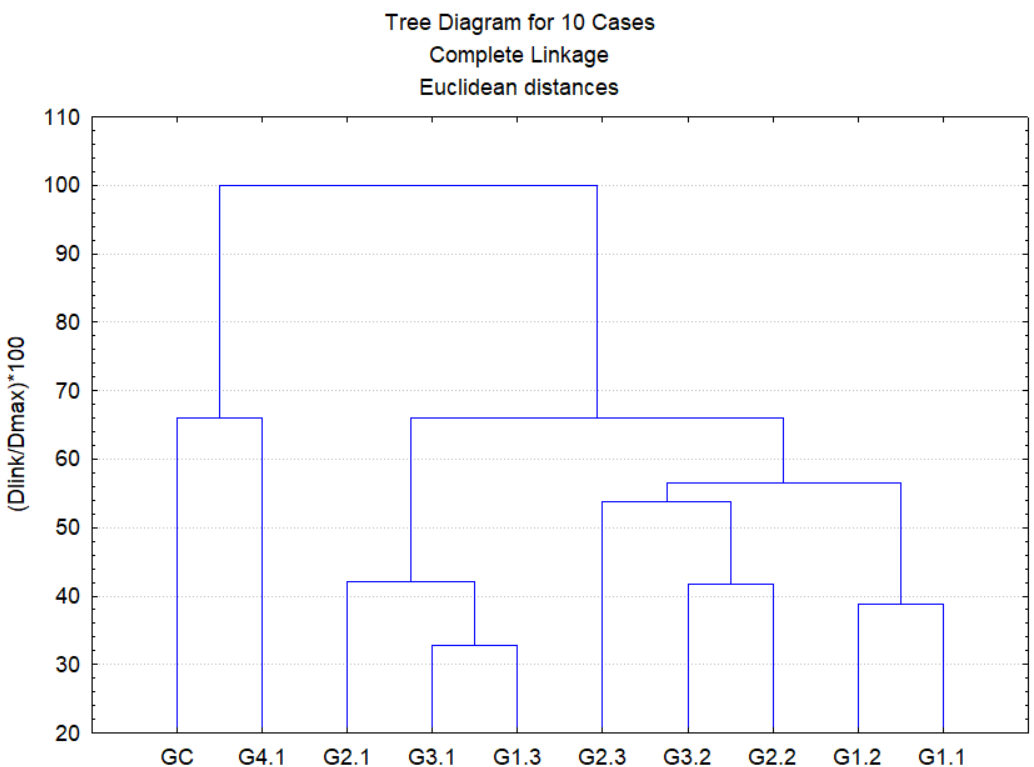 Tree Diagram for 10 Cases
Complete Linkage
Euclidean distances
110
100
90
80
70
60
50
40
30
20
(Dlink/Dmax)*100
GC G4.1 G2.1 G3.1 G1.3 G2.3 G3.2 G2.2 G1.2 G1.1